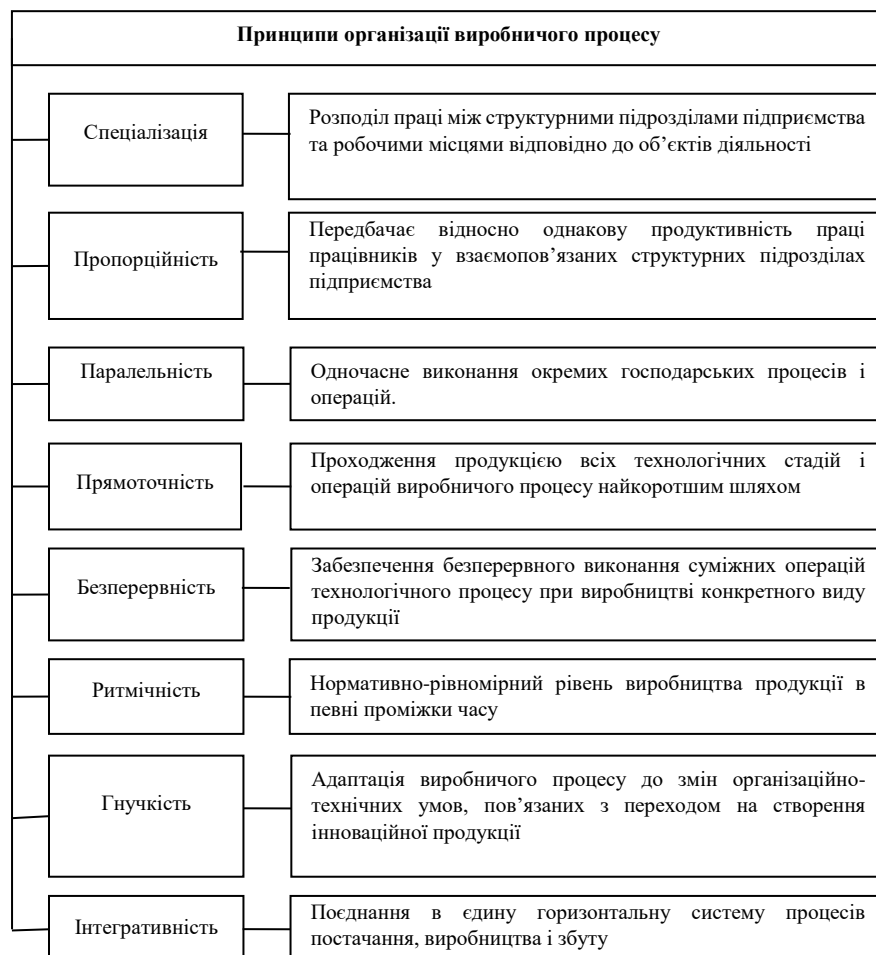 Принципи організації виробничого процесу
Спеціалізація
Розподіл праці між структурними підрозділами підприємства
та робочими місцями відповідно до об’єктів діяльності
Пропорційність
Передбачає відносно однакову продуктивність праці
працівників у взаємопов’язаних структурних підрозділах
підприємства
Паралельність
Одночасне виконання окремих господарських процесів і
операцій.
Прямоточність
Проходження продукцією всіх технологічних стадій і
операцій виробничого процесу найкоротшим шляхом
Безперервність
Забезпечення безперервного виконання суміжних операцій
технологічного процесу при виробництві конкретного виду
продукції
Ритмічність
Нормативно-рівномірний рівень виробництва продукції в
певні проміжки часу
Гнучкість
Адаптація виробничого процесу до змін організаційно-
технічних умов, пов’язаних з переходом на створення
інноваційної продукції
Інтегративність
Поєднання в єдину горизонтальну систему процесів
постачання, виробництва і збуту